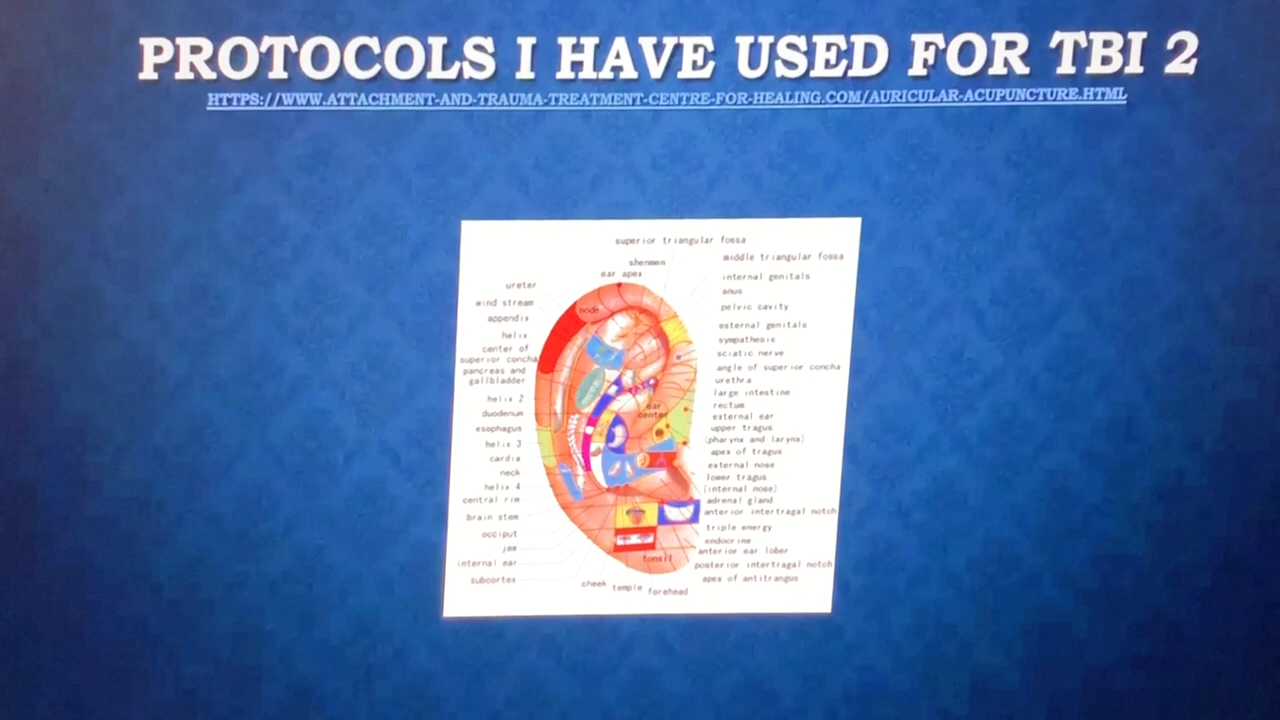 PROTOCOLS I HAVE USED FOR TBI 2
HTTPS://WWW.ATTACHMENT-AND-TRAUMA-TREATMENT-CENTRE-FOR-HEALING.COM/AURICULAR-ACUPUNCTURE.HTML
superior triangular fossa
shenmen
ear apex
ureter
wind stream
appendix
helix
center of
superior concha
pancreas and
gallbladder
helix 2
duodenum
esophagus
helix 3
cardia
neck
helix 4
central rim
brain stem
occiput
jaw
internal ear
subcortex
node
ear
center
tonsil
cheek
temple
forehead
middle triangular fossa
internal genitals
anus
pelvic cavity
esternal genitals
sympathesis
sciatic nerve
angle of superior concha
urethra
large intestine
rectum
external ear
upper tragus
(pharynx and larynx)
apex of tragus
external nose
lower tragus
(internal nose)
adrenal gland
anterior intertragal notch
triple energy
endocrine
anterior ear lober
posterior intertragal notch
apex of antitragus